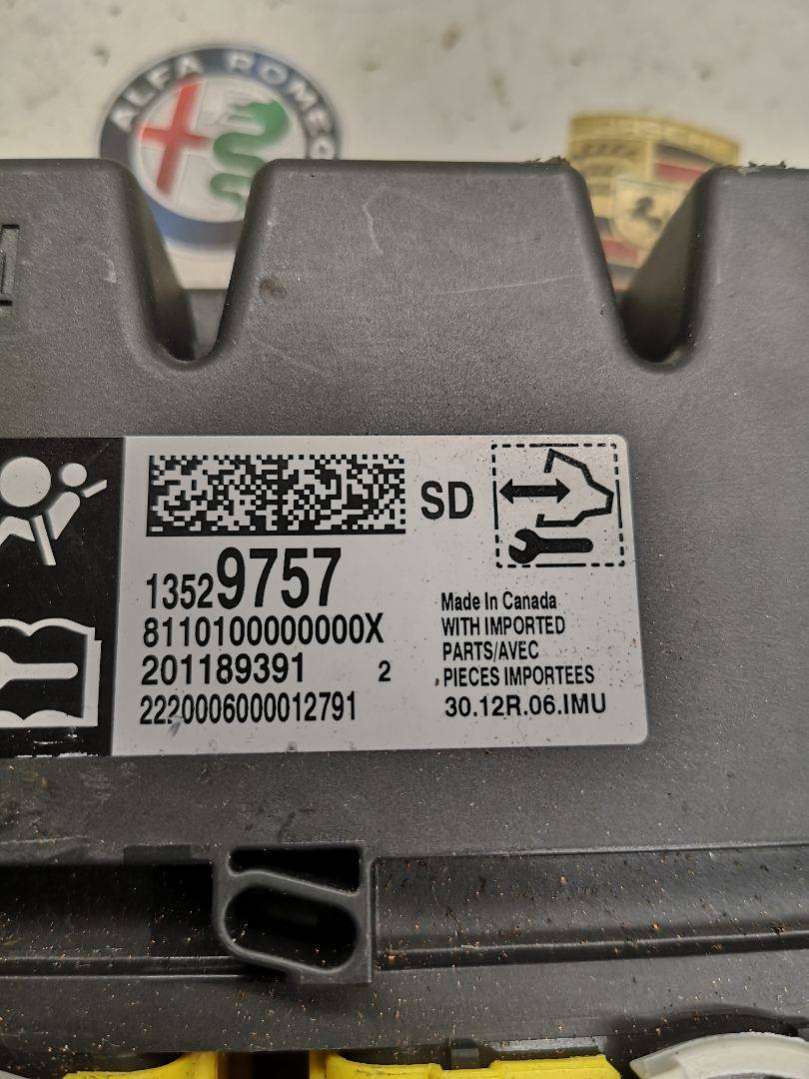 ALFA ROMEO
SD
13529757
8110100000000X
201189391 2
2220006000012791
Made In Canada
WITH IMPORTED
PARTS/AVEC
PIECES IMPORTEES
30.12R.06.IMU